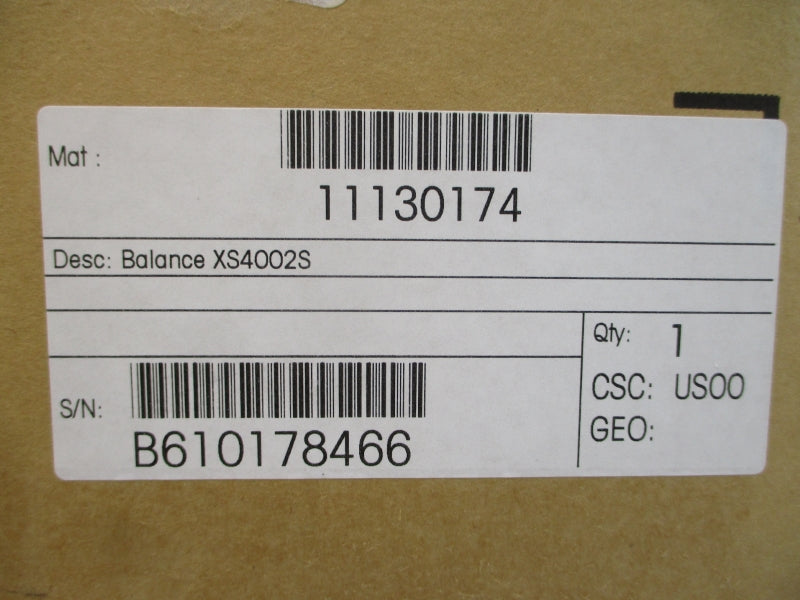 Mat :
11130174
Desc: Balance XS4002S
Qty: 1
S/N:
B610178466
CSC: US00
GEO: